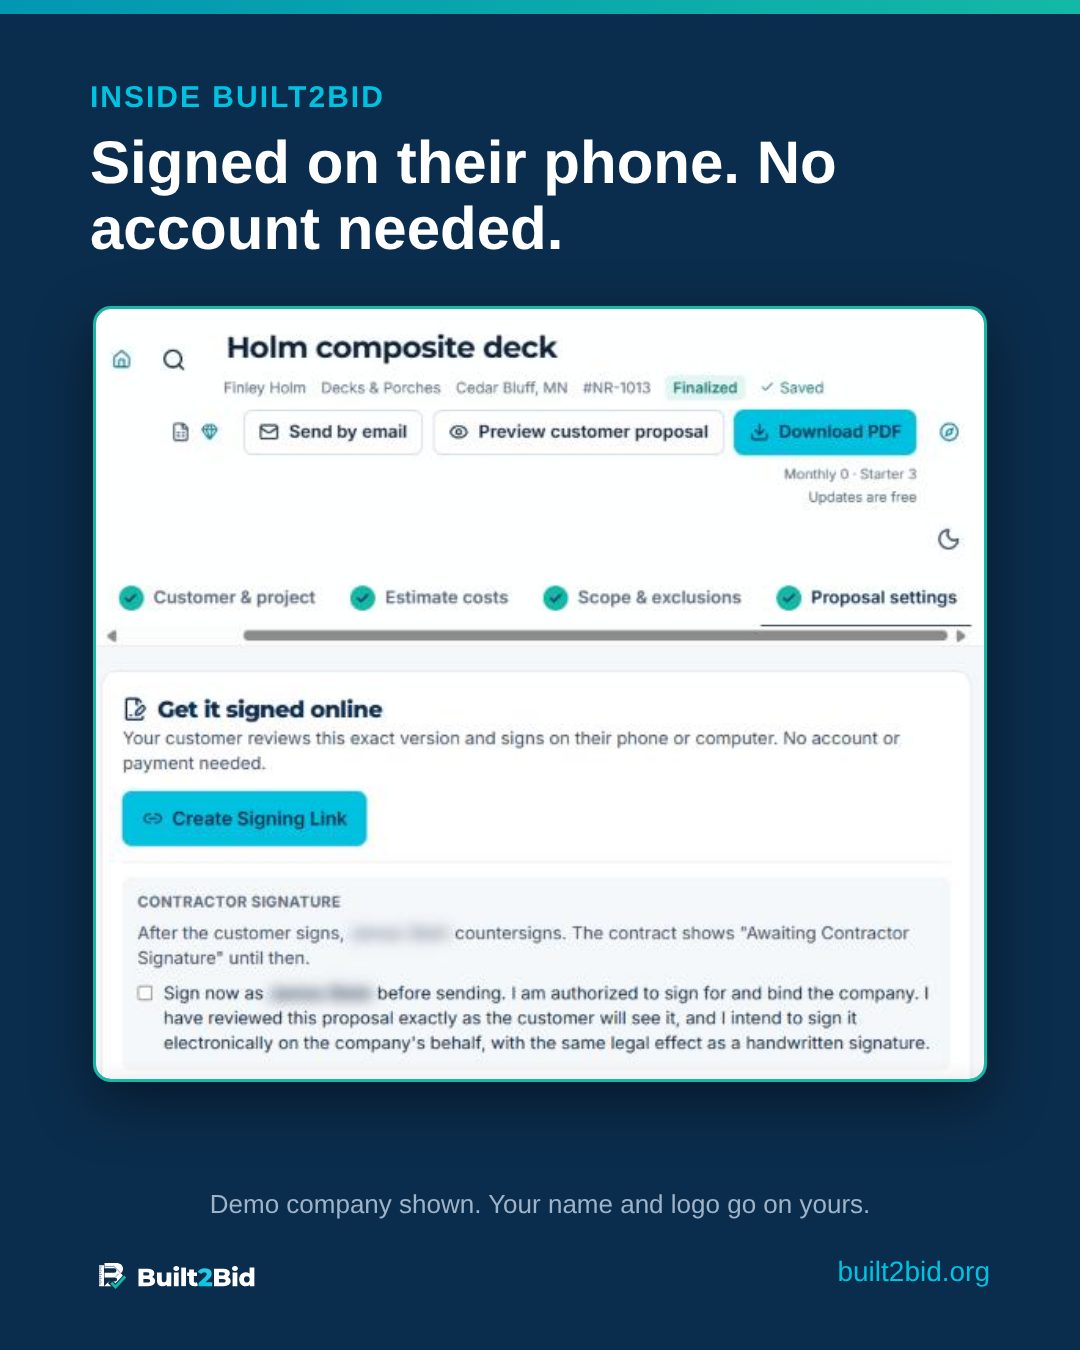 INSIDE BUILT2BID
Signed on their phone. No
account needed.
Holm composite deck
Finley Holm Decks & Porches Cedar Bluff, MN #NR-1013 Finalized Saved
Send by email Preview customer proposal Download PDF
Monthly 0 · Starter 3
Updates are free
Customer & project Estimate costs Scope & exclusions Proposal settings
Get it signed online
Your customer reviews this exact version and signs on their phone or computer. No account or
payment needed.
Create Signing Link
CONTRACTOR SIGNATURE
After the customer signs, countersigns. The contract shows "Awaiting Contractor
Signature" until then.
Sign now as before sending. I am authorized to sign for and bind the company. I
have reviewed this proposal exactly as the customer will see it, and I intend to sign it
electronically on the company's behalf, with the same legal effect as a handwritten signature.
Demo company shown. Your name and logo go on yours.
Built2Bid
built2bid.org